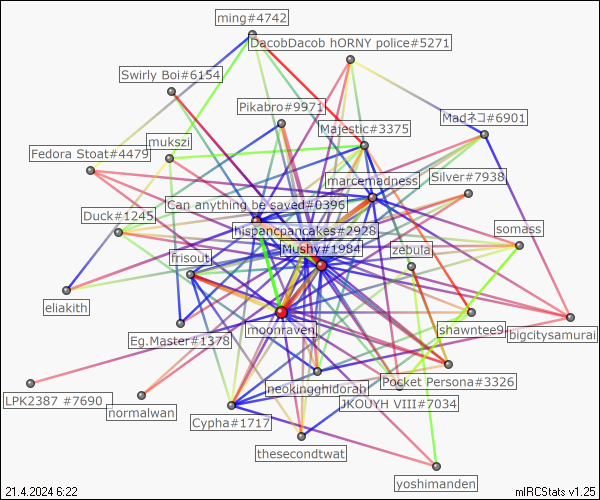 ming#4742
DacobDacob hORNY police#5271
Swirly Boi#6154
Pikabro#9971
Madネコ#6901
Majestic#3375
mukszi
Fedora Stoat#4479
marcemadness
Silver#7938
Can anything be saved#0396
Duck#1245
hispancpancakes#2928
somass
Mushy#1984
zebula
frisout
eliakith
moonraven
shawntee9
bigcitysamurai
Eg.Master#1378
Pocket Persona#3326
neokingghidorah
LPK2387 #7690
JKOUYH VIII#7034
normalwan
Cypha#1717
thesecondtwat
yoshimanden
21.4.2024 6:22
mIRCStats v1.25